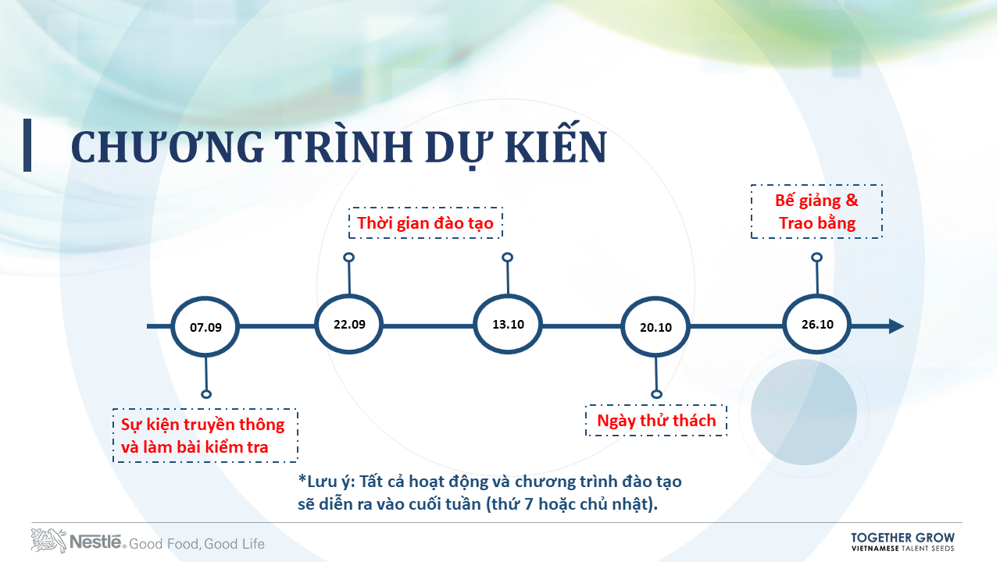 CHƯƠNG TRÌNH DỰ KIẾN
Bế giảng &
Trao bằng
Thời gian đào tạo
07.09
22.09
13.10
20.10
26.10
Sự kiện truyền thông
và làm bài kiểm tra
Ngày thử thách
*Lưu ý: Tất cả hoạt động và chương trình đào tạo
sẽ diễn ra vào cuối tuần (thứ 7 hoặc chủ nhật).
Nestlé® Good Food, Good Life
TOGETHER GROW
VIETNAMESE TALENT SEEDS